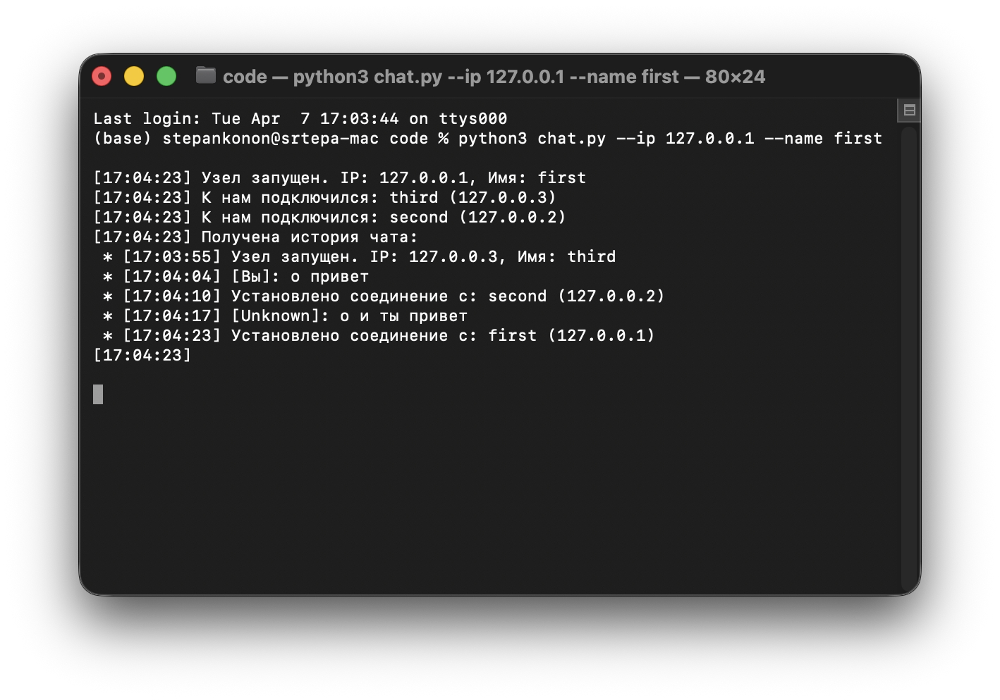 code — python3 chat.py --ip 127.0.0.1 --name first — 80×24
Last login: Tue Apr  7 17:03:44 on ttys000
(base) stepankonon@srtepa-mac code % python3 chat.py --ip 127.0.0.1 --name first
[17:04:23] Узел запущен. IP: 127.0.0.1, Имя: first
[17:04:23] К нам подключился: third (127.0.0.3)
[17:04:23] К нам подключился: second (127.0.0.2)
[17:04:23] Получена история чата:
 * [17:03:55] Узел запущен. IP: 127.0.0.3, Имя: third
 * [17:04:04] [Вы]: о привет
 * [17:04:10] Установлено соединение с: second (127.0.0.2)
 * [17:04:17] [Unknown]: о и ты привет
 * [17:04:23] Установлено соединение с: first (127.0.0.1)
[17:04:23]